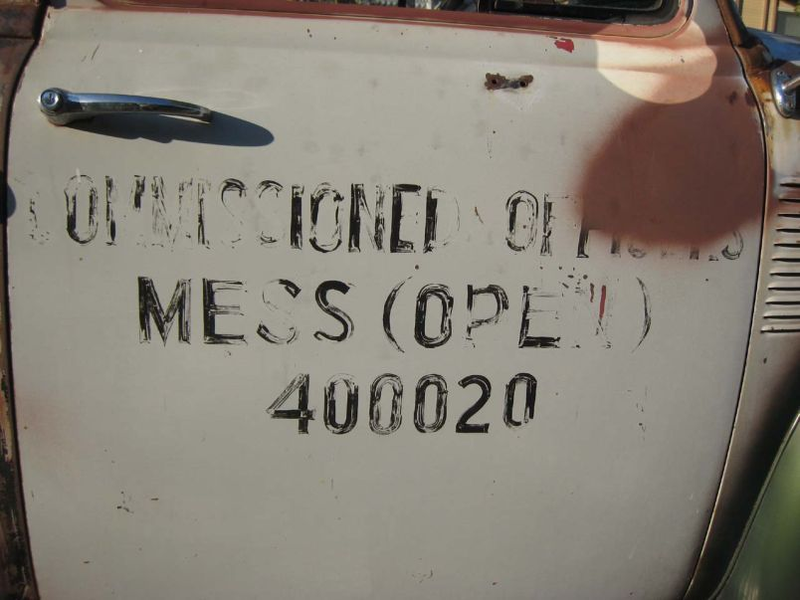 COMMISSIONED OFFICERS
MESS (OPEN)
400020